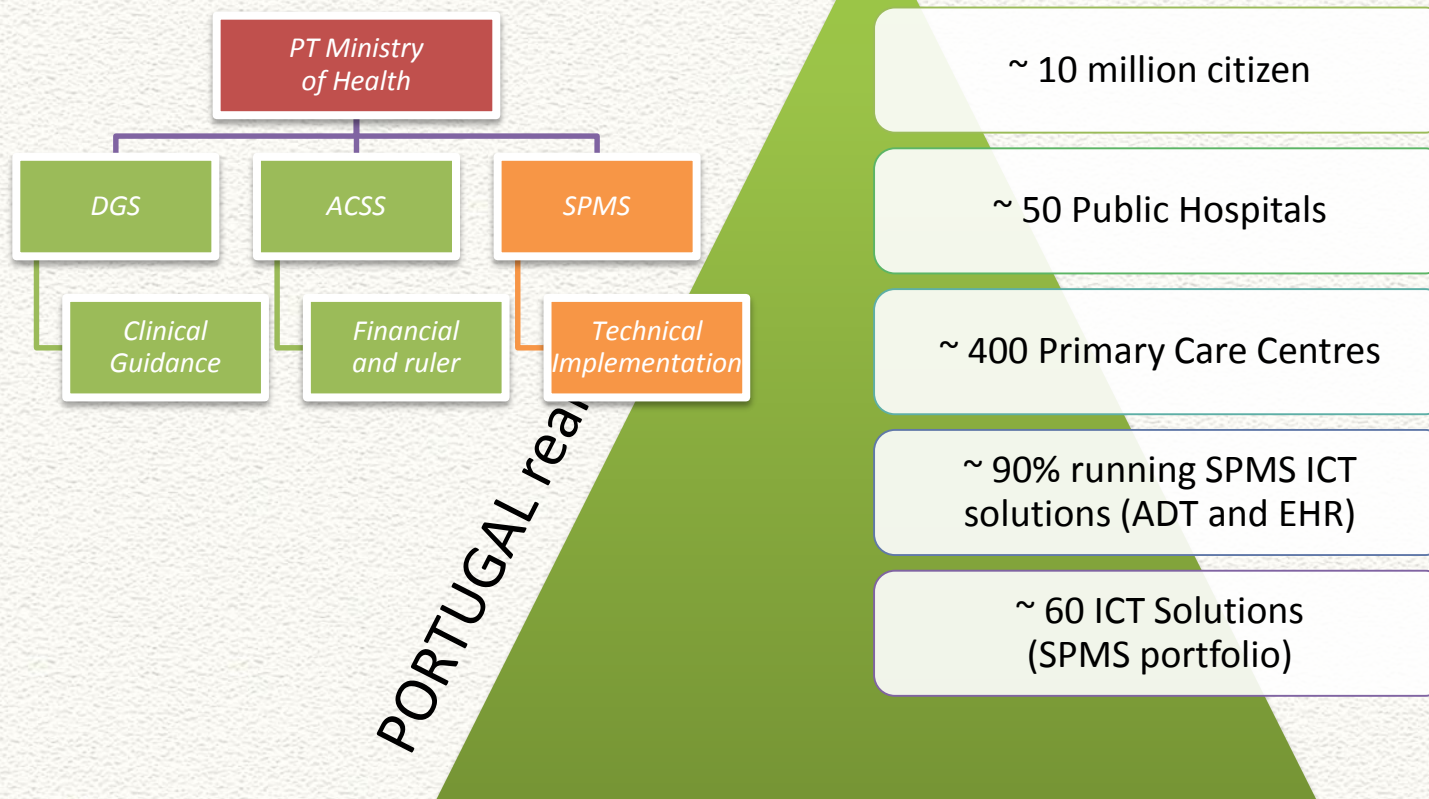 PT Ministry
of Health
DGS
ACSS
SPMS
Clinical
Guidance
Financial
and ruler
Technical
Implementation
PORTUGAL
~ 10 million citizen
~ 50 Public Hospitals
~ 400 Primary Care Centres
~ 90% running SPMS ICT
solutions (ADT and EHR)
~ 60 ICT Solutions
(SPMS portfolio)